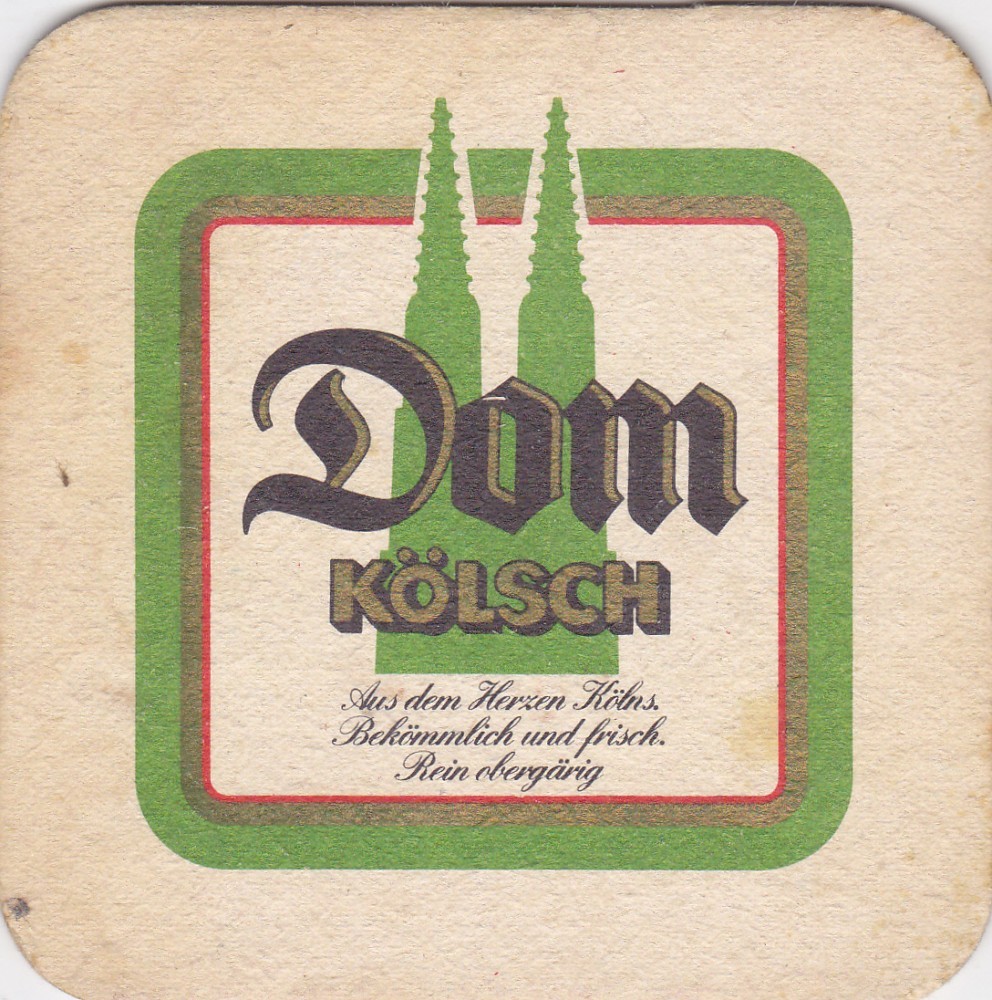 Dom
KÖLSCH
Aus dem Herzen Kölns.
Bekömmlich und frisch.
Rein obergärig